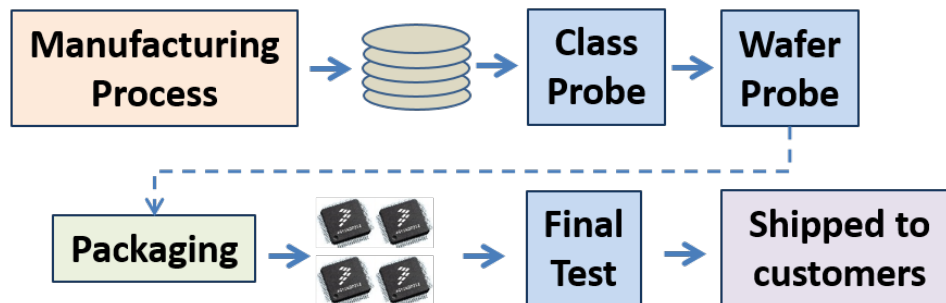 Manufacturing
Process
Class
Probe
Wafer
Probe
Packaging
Final
Test
Shipped to
customers